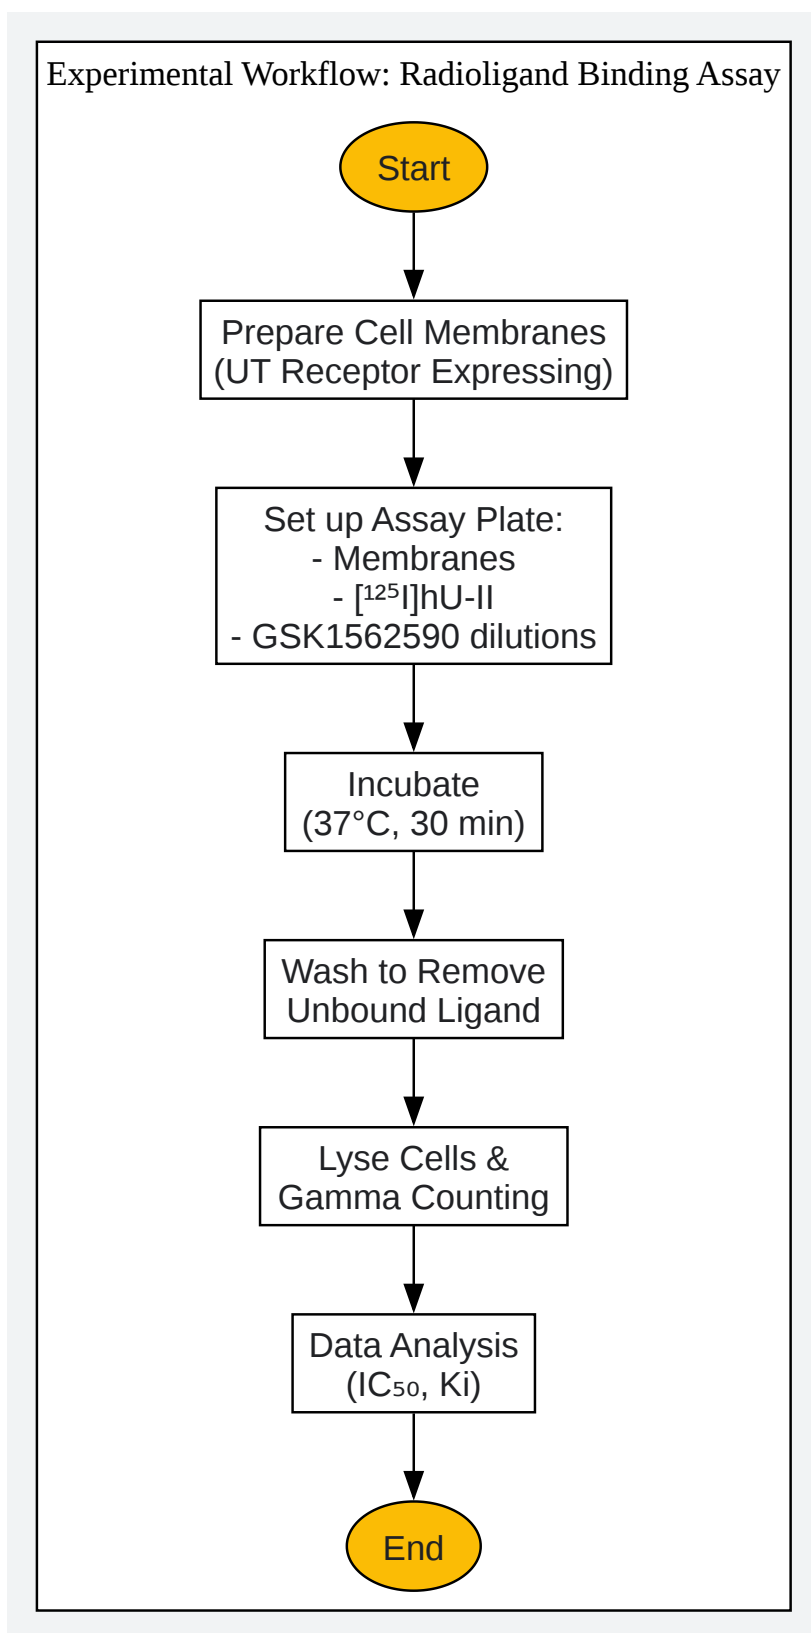 Experimental Workflow: Radioligand Binding Assay
Start
Prepare Cell Membranes
(UT Receptor Expressing)
Set up Assay Plate:
- Membranes
- [¹²⁵I]hU-II
- GSK1562590 dilutions
Incubate
(37°C, 30 min)
Wash to Remove
Unbound Ligand
Lyse Cells &
Gamma Counting
Data Analysis
(IC₅₀, Ki)
End